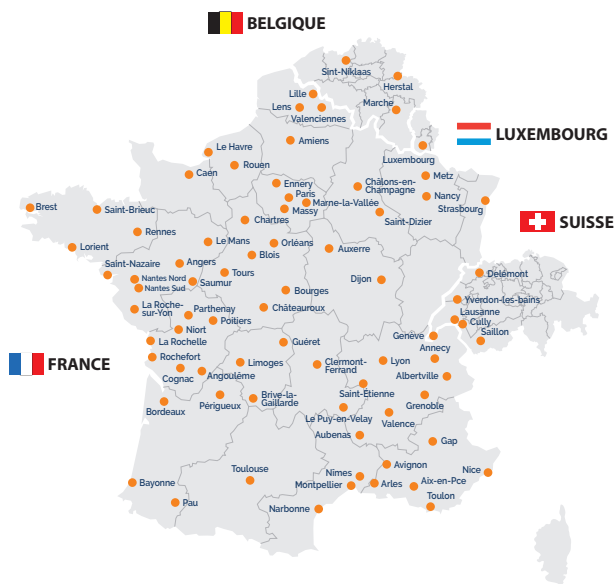 BELGIQUE
Sint-Niklaas
Herstal
Lille
Lens
Marche
Valenciennes
LUXEMBOURG
Amiens
Le Havre
Luxembourg
Rouen
Caen
Metz
Ennery
Châlons-en-
Champagne
Paris
Nancy
Marne-la-Vallée
Strasbourg
Brest
Saint-Brieuc
Massy
Saint-Dizier
Chartres
SUISSE
Rennes
Le Mans
Orléans
Lorient
Auxerre
Blois
Saint-Nazaire
Angers
Tours
Delémont
Nantes Nord
Saumur
Dijon
Nantes Sud
Bourges
Yverdon-les-bains
La Roche-
sur-Yon
Parthenay
Châteauroux
Lausanne
Poitiers
Cully
Niort
Saillon
Genève
La Rochelle
Guéret
Annecy
FRANCE
Rochefort
Limoges
Clermont-
Ferrand
Lyon
Angoulême
Albertville
Cognac
Saint-Étienne
Brive-la-
Gaillarde
Périgueux
Grenoble
Bordeaux
Le Puy-en-Velay
Valence
Aubenas
Gap
Toulouse
Avignon
Nice
Nîmes
Bayonne
Aix-en-Pce
Montpellier
Arles
Toulon
Pau
Narbonne